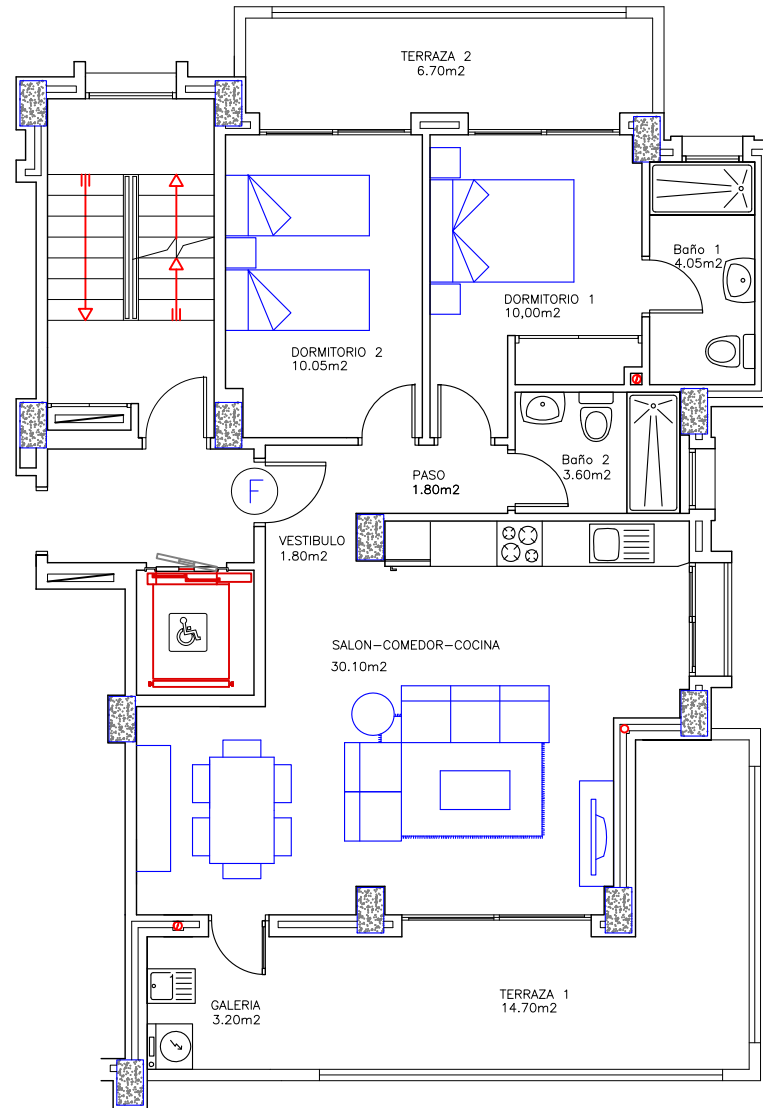 TERRAZA 2
6.70m2
Baño 1
4.05m2
DORMITORIO 1
10,00m2
DORMITORIO 2
10.05m2
Baño 2
3.60m2
PASO
1.80m2
F
VESTIBULO
1.80m2
SALON-COMEDOR-COCINA
30.10m2
TERRAZA 1
14.70m2
GALERIA
3.20m2